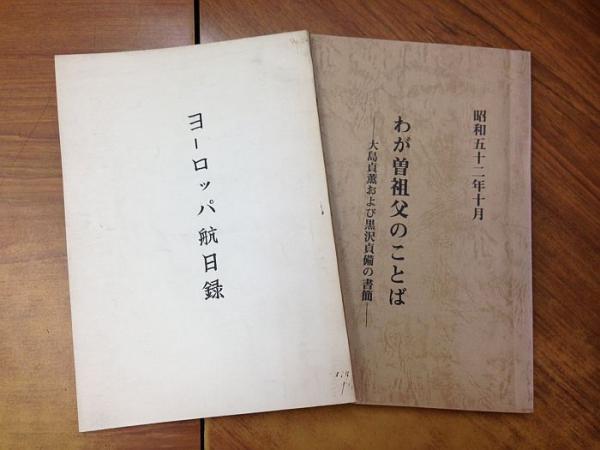 ヨーロッパ航日録
昭和五十二年十月
わが曽祖父のことば
―大島貞薫および黒沢貞備の書簡―